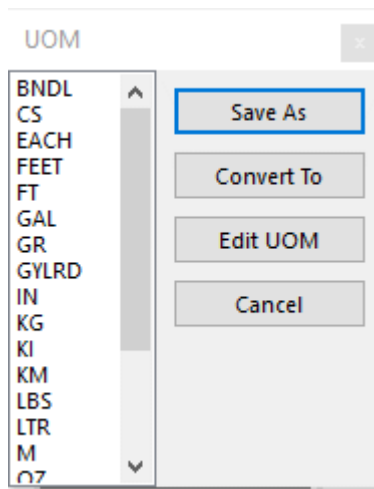 UOM
x
BNDL
CS
EACH
FEET
FT
GAL
GR
GYLRD
IN
KG
KI
KM
LBS
LTR
M
OZ
Save As
Convert To
Edit UOM
Cancel